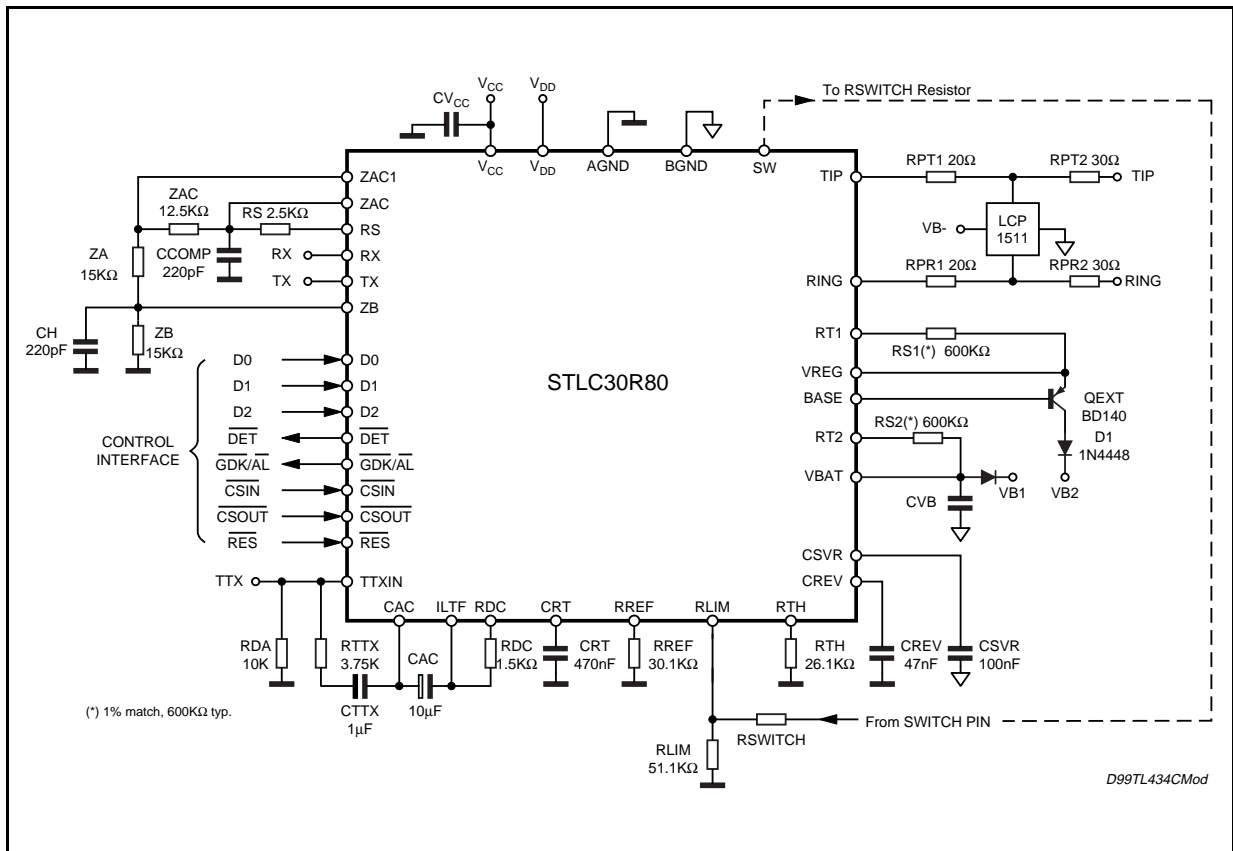 To RSWITCH Resistor
VCC
VDD
CVCC
VCC
VDD
AGND
BGND
SW
ZAC1
ZAC
RS
RX
TX
ZB
ZAC
12.5KΩ
RS 2.5KΩ
ZA
15KΩ
CCOMP
220pF
RX
TX
CH
220pF
ZB
15KΩ
STLC30R80
TIP
RPT1 20Ω
RPT2 30Ω
TIP
VB-
LCP
1511
RING
RPR1 20Ω
RPR2 30Ω
RING
RT1
RS1(*) 600KΩ
VREG
BASE
QEXT
BD140
RT2
RS2(*) 600KΩ
D1
1N4448
VBAT
VB1
VB2
CVB
CSVR
CREV
CONTROL
INTERFACE
D0 D0
D1 D1
D2 D2
DET DET
GDK/AL GDK/AL
CSIN CSIN
CSOUT CSOUT
RES RES
TTX
TTXIN
CAC
ILTF
RDC
CRT
RREF
RLIM
RTH
RDA
10K
RTTX
3.75K
CAC
10µF
CTTX
1µF
RDC
1.5KΩ
CRT
470nF
RREF
30.1KΩ
RTH
26.1KΩ
CREV
47nF
CSVR
100nF
(*) 1% match, 600KΩ typ.
RSWITCH
From SWITCH PIN
RLIM
51.1KΩ
D99TL434CMod